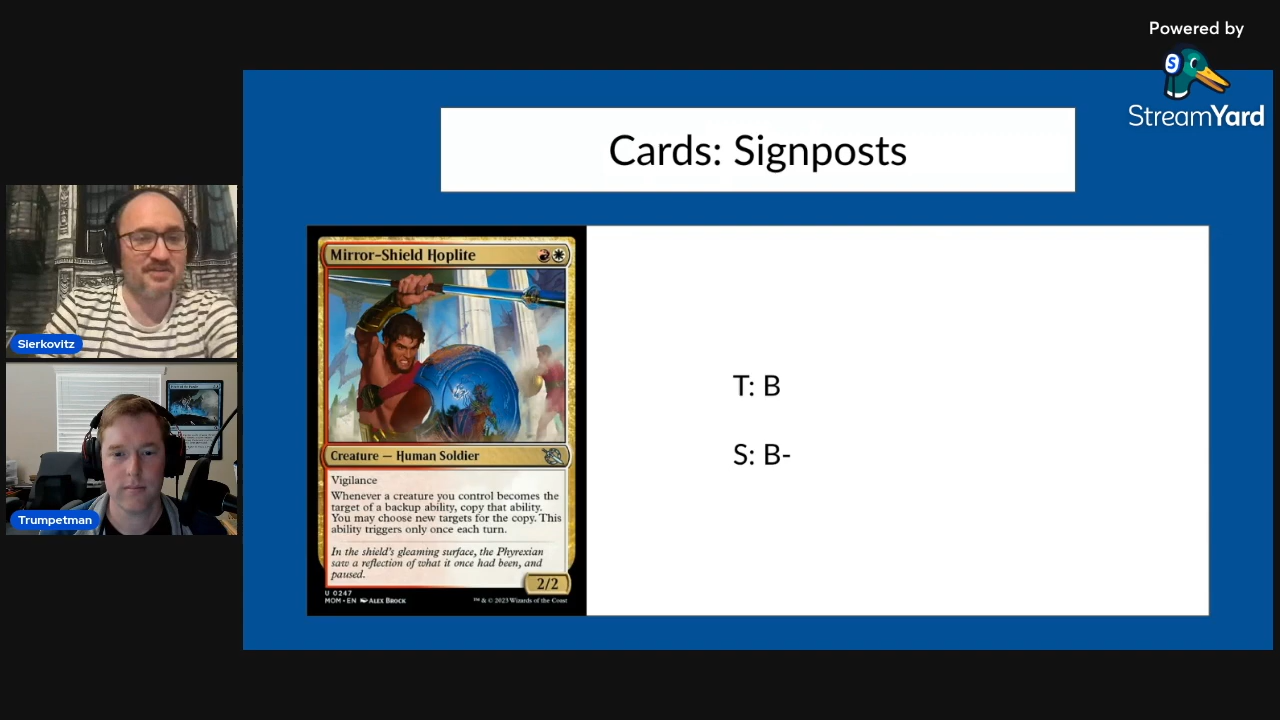 Powered by
S
StreamYard
Cards: Signposts
Sierkovitz
Trumpetman
Mirror-Shield Hoplite
Creature — Human Soldier
Vigilance
Whenever a creature you control becomes the
target of a backup ability, copy that ability.
You may choose new targets for the copy. This
ability triggers only once each turn.
In the shield's gleaming surface, the Phyrexian
saw a reflection of what it once had been, and
paused.
2/2
U 0247
MOM • EN ALEX BROCK
™ & © 2023 Wizards of the Coast
T: B
S: B-